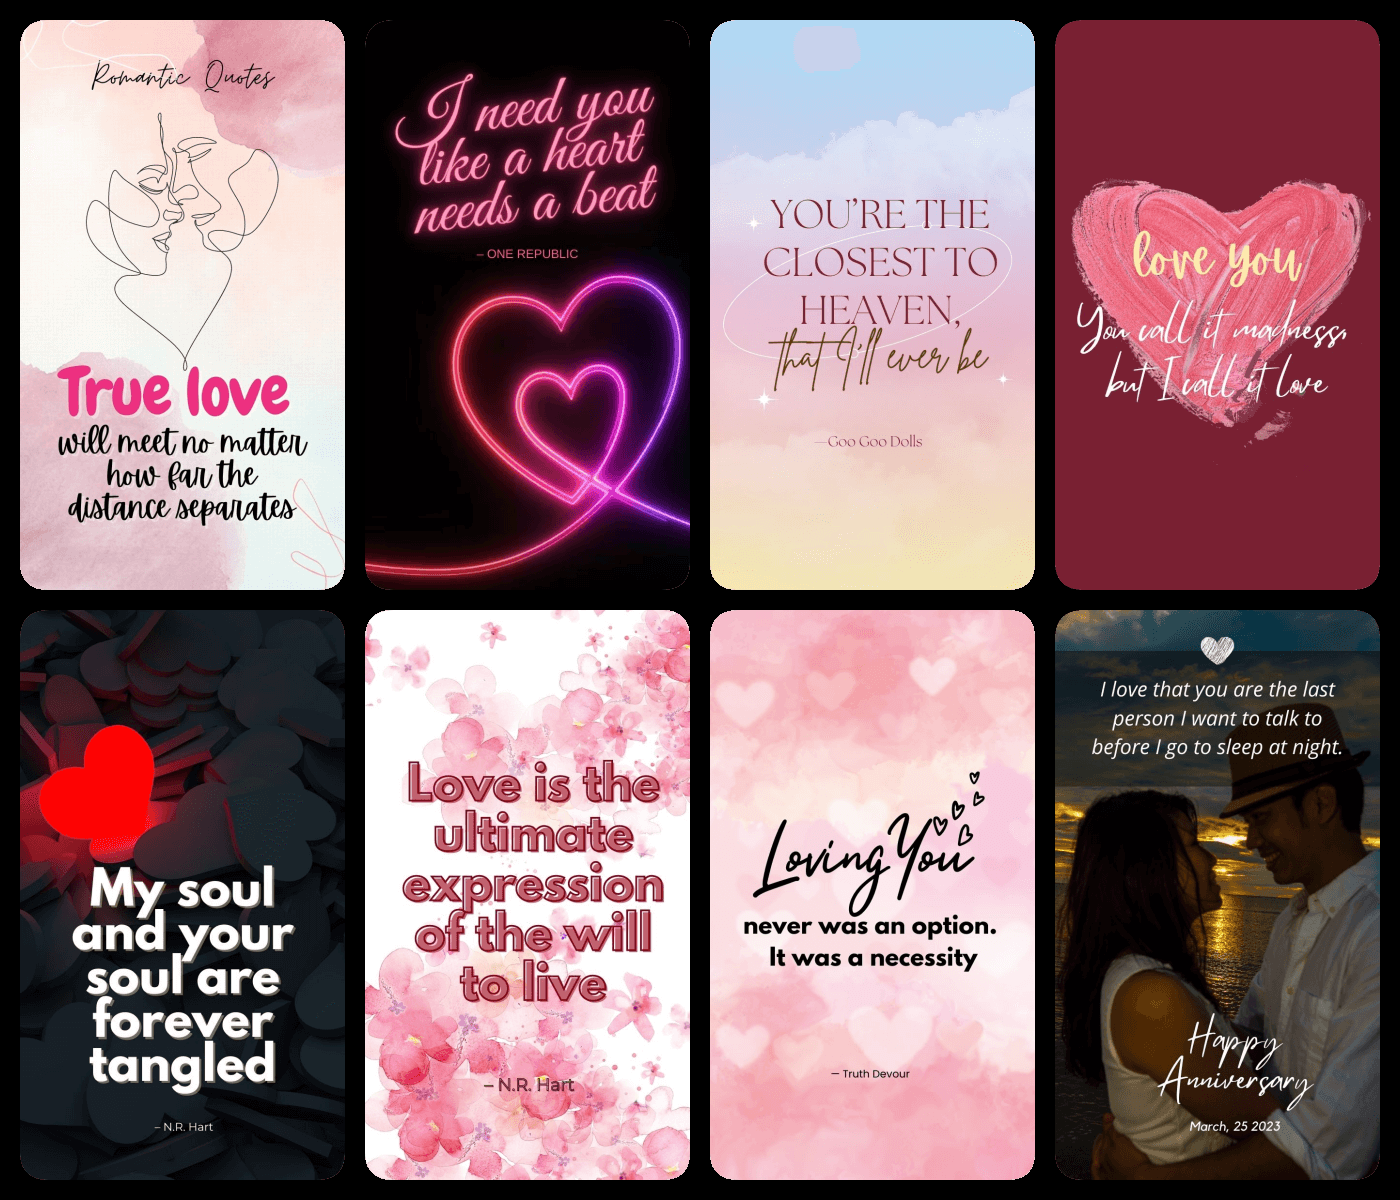 Romantic Quotes
True love
will meet no matter
how far the
distance separates
I need you
like a heart
needs a beat
– ONE REPUBLIC
YOU'RE THE
CLOSEST TO
HEAVEN,
that I'll ever be
—Goo Goo Dolls
love you
You call it madness,
but I call it love
My soul
and your
soul are
forever
tangled
– N.R. Hart
Love is the
ultimate
expression
of the will
to live
– N.R. Hart
Loving You
never was an option.
It was a necessity
– Truth Devour
I love that you are the last
person I want to talk to
before I go to sleep at night.
Happy
Anniversary
March, 25 2023